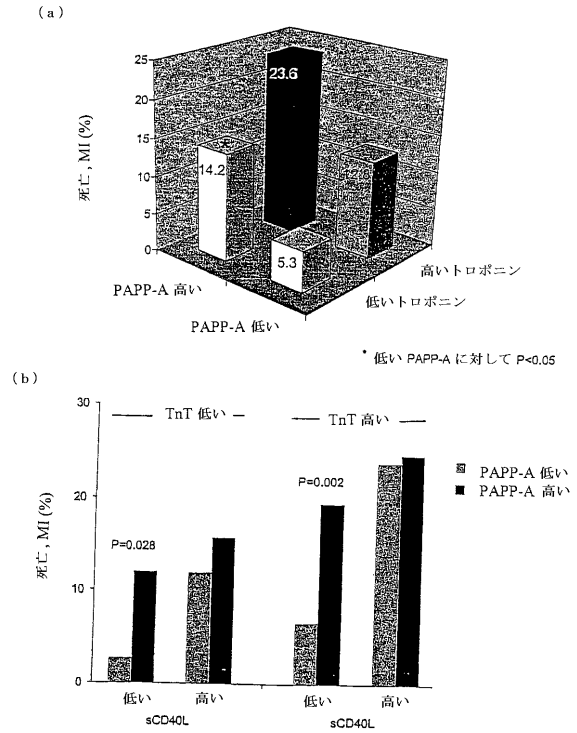 (a)
25
20
15
10
5
0
死亡, MI (%)
23.6
14.2
5.3
PAPP-A 高い
PAPP-A 低い
高いトロポニン
低いトロポニン
* 低い PAPP-A に対して P<0.05
(b)
30
20
10
0
死亡, MI (%)
TnT 低い
TnT 高い
P=0.028
P=0.002
PAPP-A 低い
PAPP-A 高い
低い 高い 低い 高い
sCD40L sCD40L